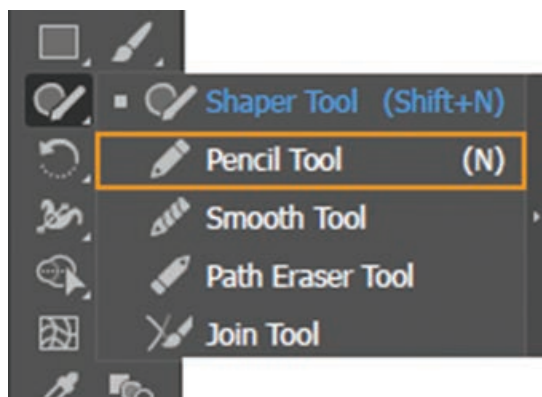 Shaper Tool (Shift+N)
Pencil Tool (N)
Smooth Tool
Path Eraser Tool
Join Tool